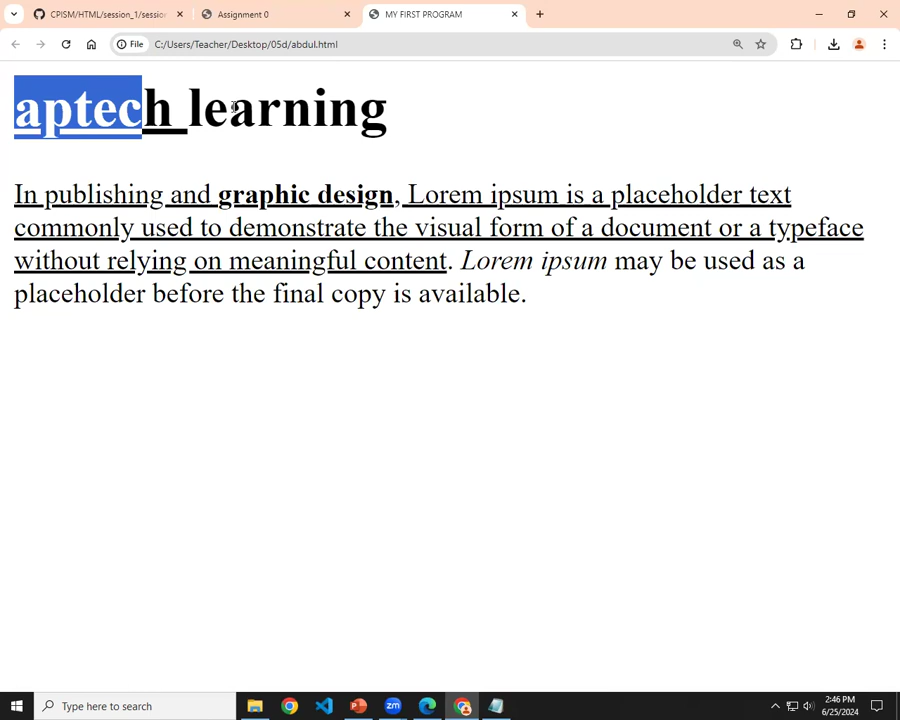 CPISM/HTML/session_1/sessio
Assignment 0
MY FIRST PROGRAM
File
C:/Users/Teacher/Desktop/05d/abdul.html
aptech learning
In publishing and graphic design, Lorem ipsum is a placeholder text
commonly used to demonstrate the visual form of a document or a typeface
without relying on meaningful content. Lorem ipsum may be used as a
placeholder before the final copy is available.
Type here to search
zm
2:46 PM
6/25/2024